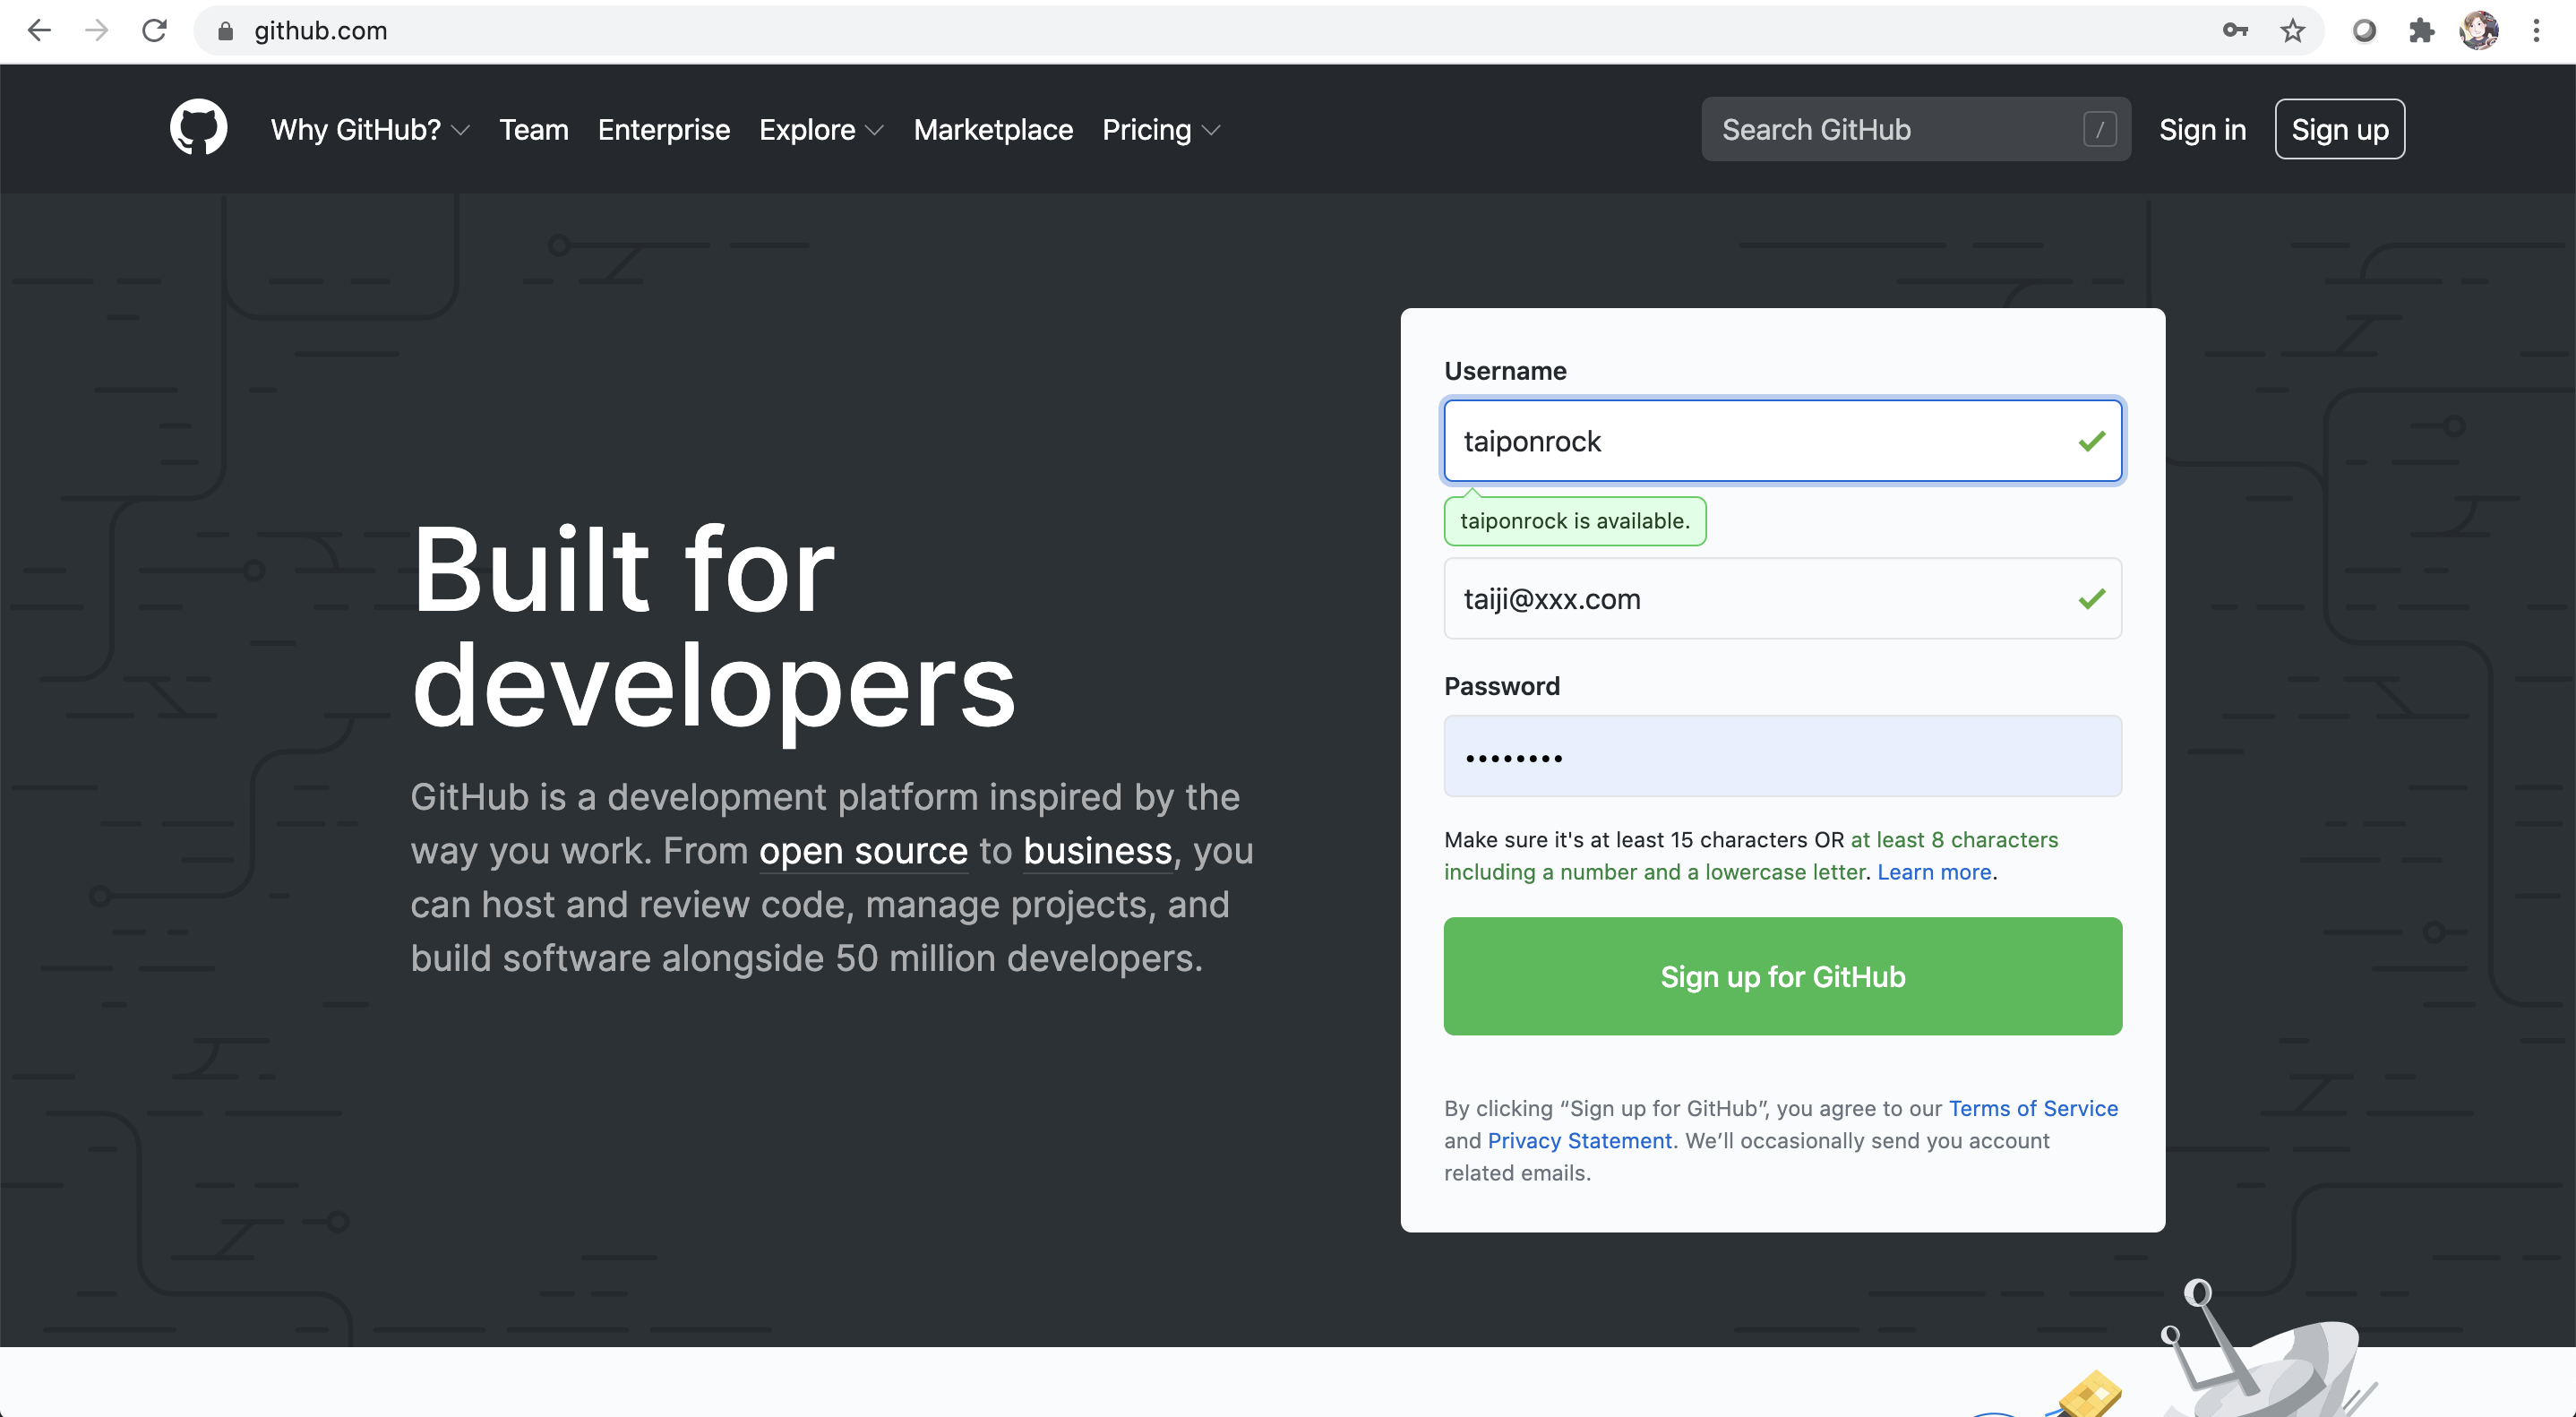 github.com
Why GitHub? Team Enterprise Explore Marketplace Pricing
Search GitHub /
Sign in
Sign up
Built for
developers
GitHub is a development platform inspired by the
way you work. From open source to business, you
can host and review code, manage projects, and
build software alongside 50 million developers.
Username
taiponrock
taiponrock is available.
taiji@xxx.com
Password
••••••••
Make sure it's at least 15 characters OR at least 8 characters
including a number and a lowercase letter. Learn more.
Sign up for GitHub
By clicking “Sign up for GitHub”, you agree to our Terms of Service
and Privacy Statement. We’ll occasionally send you account
related emails.